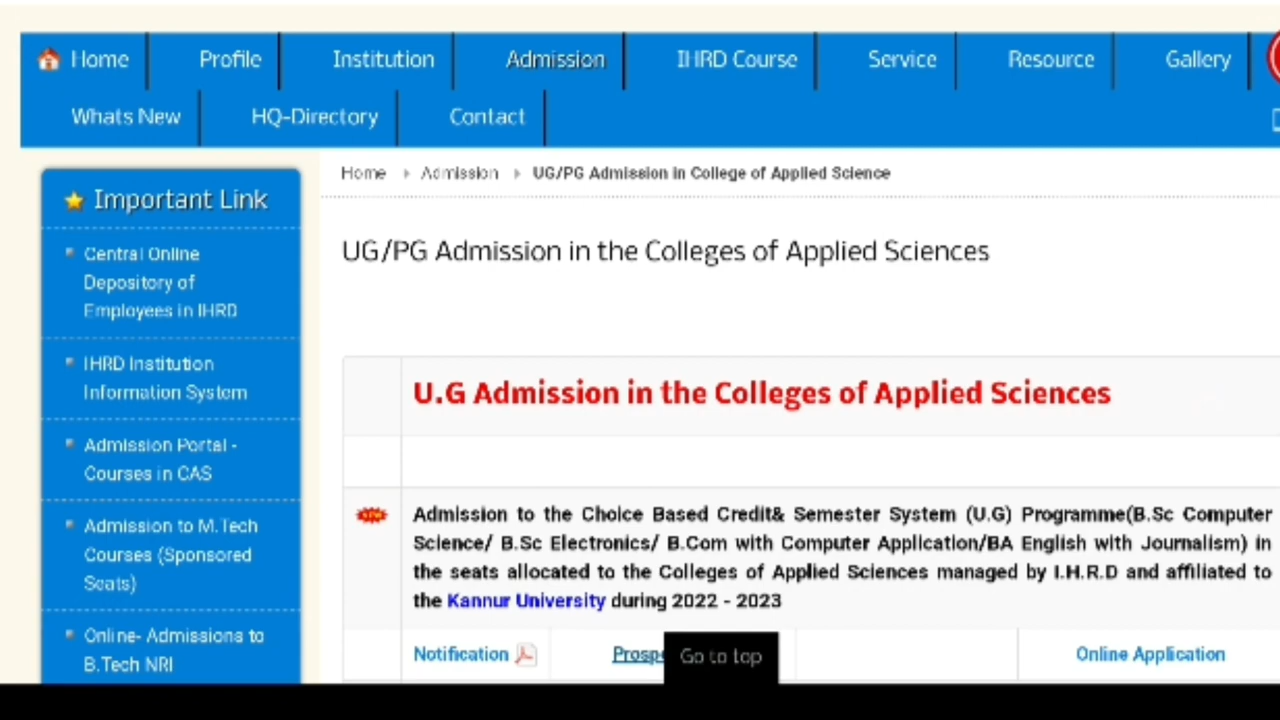 Home Profile Institution Admission IHRD Course Service Resource Gallery
Whats New HQ-Directory Contact
Important Link
Central Online
Depository of
Employees in IHRD
IHRD Institution
Information System
Admission Portal -
Courses in CAS
Admission to M.Tech
Courses (Sponsored
Seats)
Online- Admissions to
B.Tech NRI
Home Admission UG/PG Admission in College of Applied Science
UG/PG Admission in the Colleges of Applied Sciences
U.G Admission in the Colleges of Applied Sciences
Admission to the Choice Based Credit& Semester System (U.G) Programme(B.Sc Computer
Science/ B.Sc Electronics/ B.Com with Computer Application/BA English with Journalism) in
the seats allocated to the Colleges of Applied Sciences managed by I.H.R.D and affiliated to
the Kannur University during 2022 - 2023
Notification Online Application
Go to top